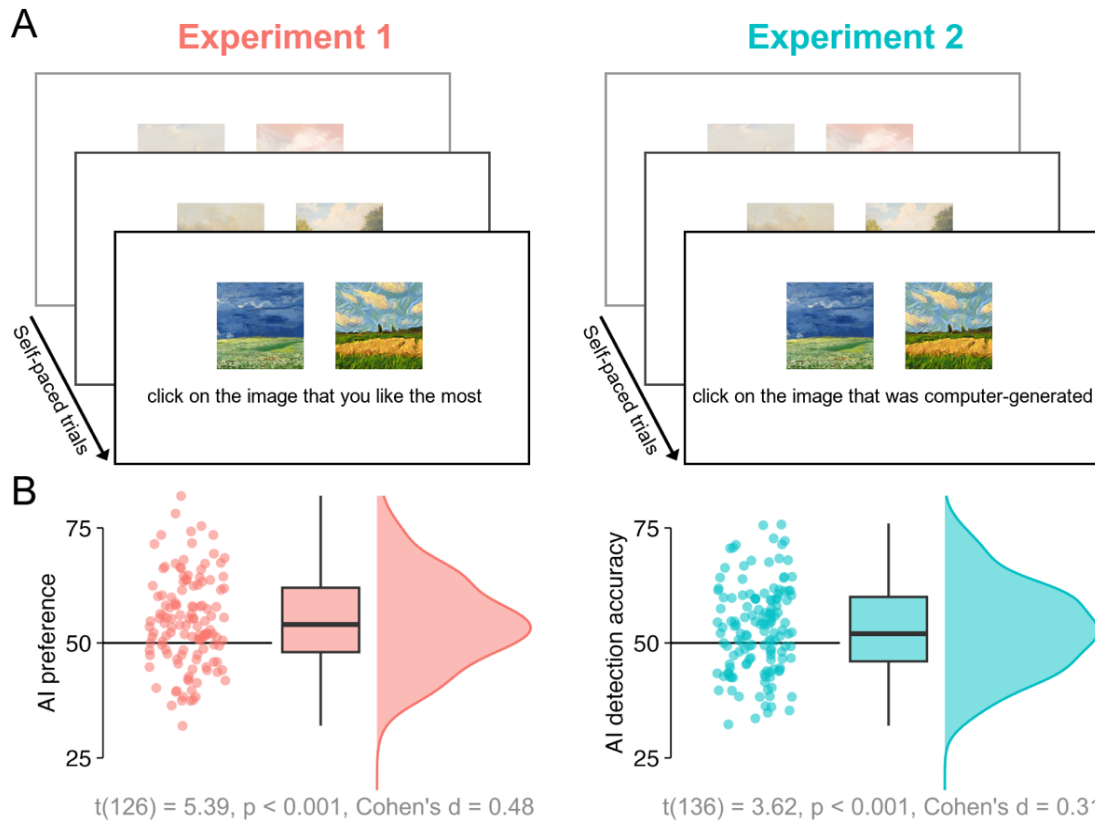 A
Experiment 1
Experiment 2
Self-paced trials
click on the image that you like the most
Self-paced trials
click on the image that was computer-generated
B
AI preference
75
50
25
t(126) = 5.39, p < 0.001, Cohen's d = 0.48
AI detection accuracy
75
50
25
t(136) = 3.62, p < 0.001, Cohen's d = 0.31